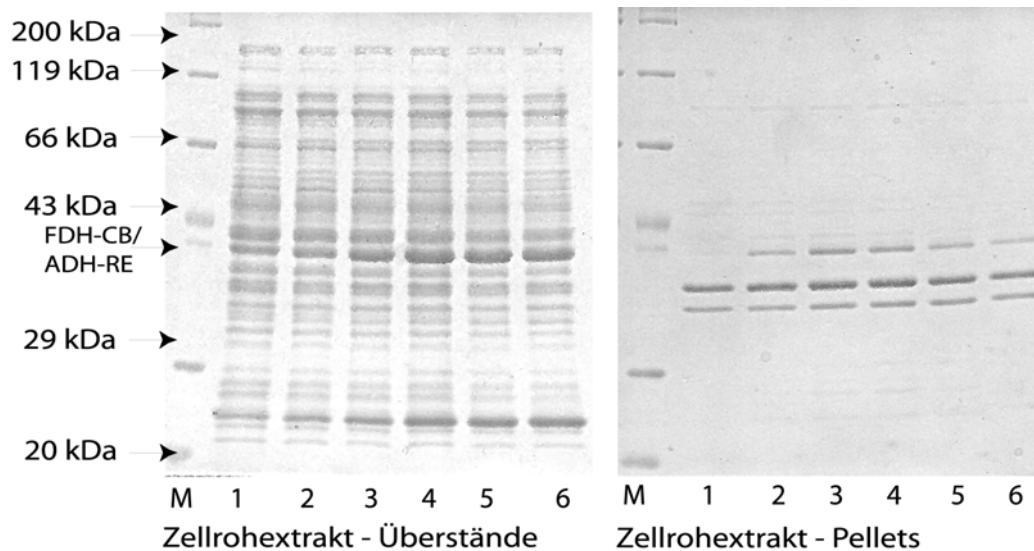 200 kDa
119 kDa
66 kDa
43 kDa
FDH-CB/
ADH-RE
29 kDa
20 kDa
M 1 2 3 4 5 6
Zellrohextrakt - Überstände
M 1 2 3 4 5 6
Zellrohextrakt - Pellets